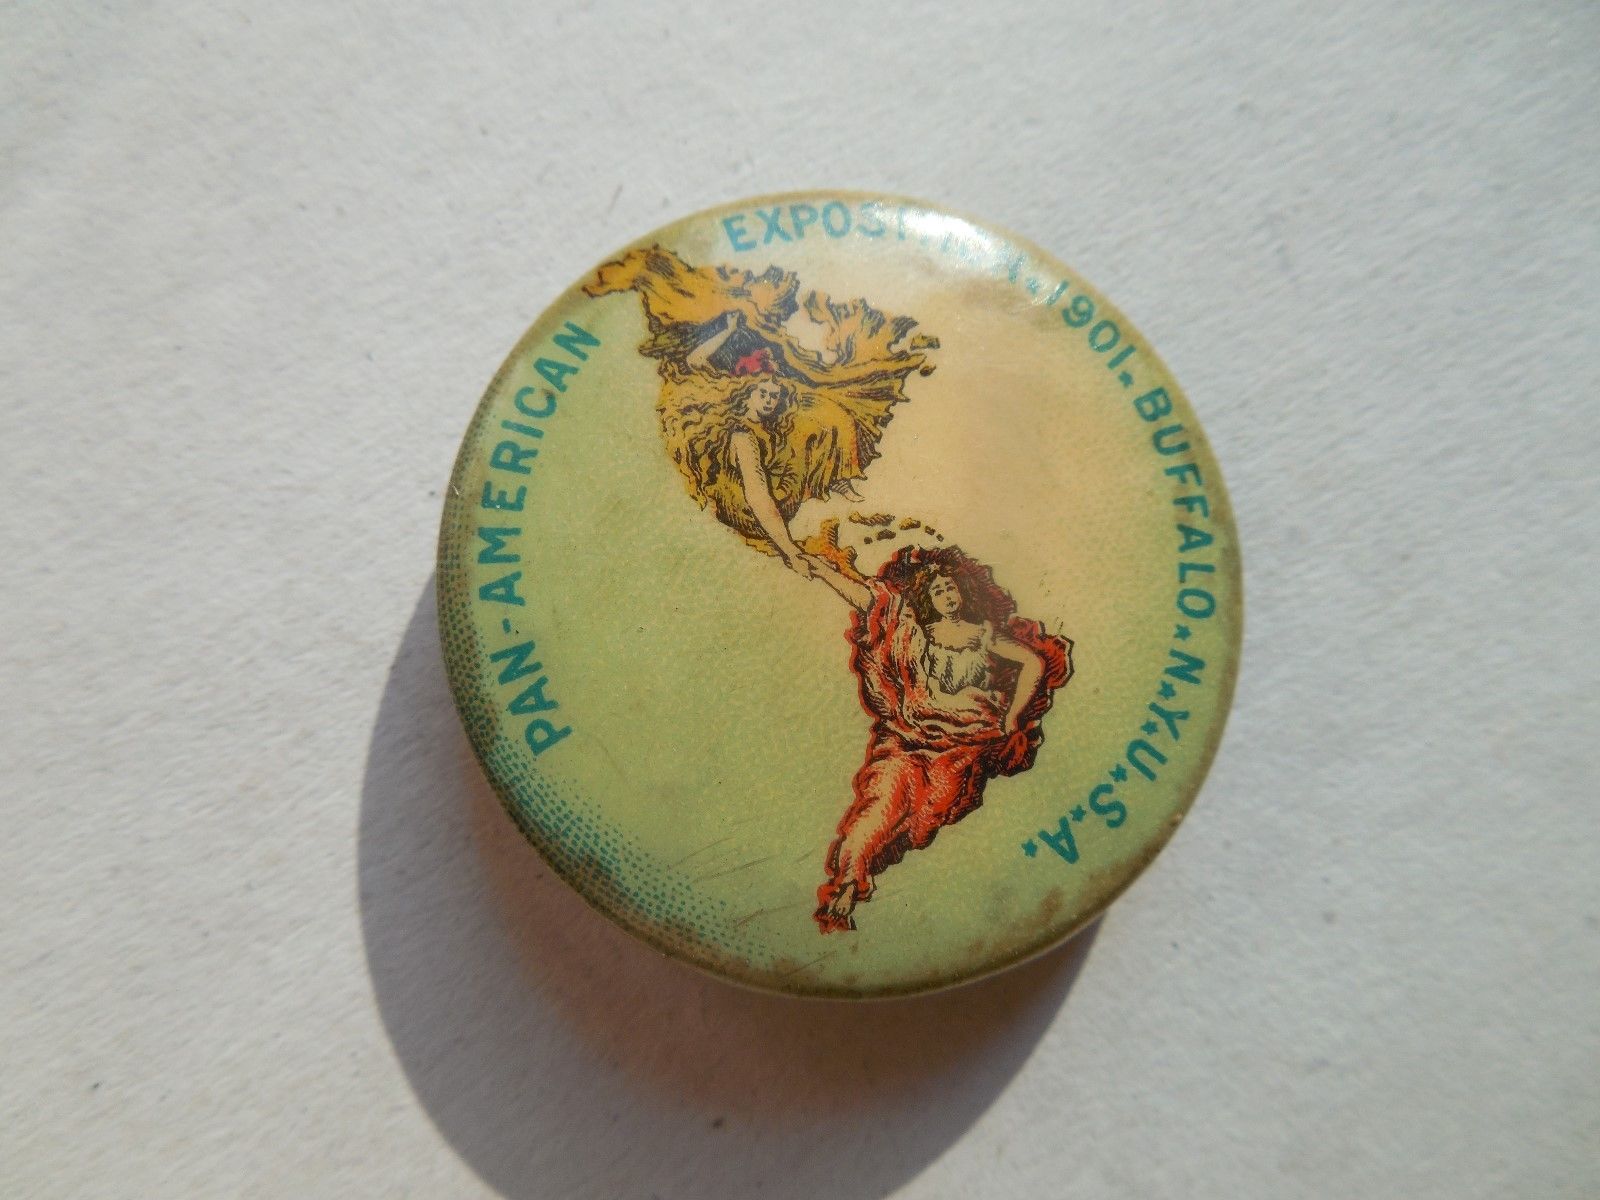 PAN-AMERICAN EXPOSITION.★1901.★BUFFALO★N★Y★U★S★A★